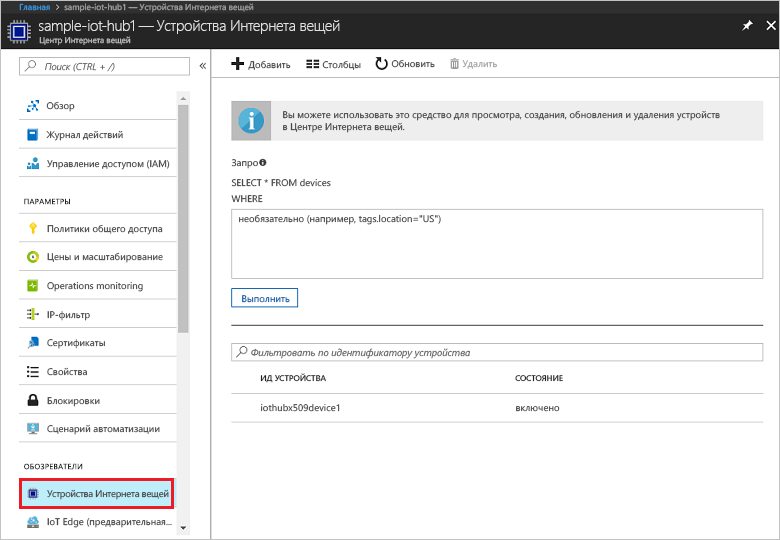 Главная > sample-iot-hub1 — Устройства Интернета вещей
sample-iot-hub1 — Устройства Интернета вещей
Центр Интернета вещей
Поиск (CTRL + /)
«
Обзор
Журнал действий
Управление доступом (IAM)
ПАРАМЕТРЫ
Политики общего доступа
Цены и масштабирование
Operations monitoring
IP-фильтр
Сертификаты
Свойства
Блокировки
Сценарий автоматизации
ОБОЗРЕВАТЕЛИ
Устройства Интернета вещей
IoT Edge (предварительная...
Добавить Столбцы Обновить Удалить
Вы можете использовать это средство для просмотра, создания, обновления и удаления устройств
в Центре Интернета вещей.
Запро
SELECT * FROM devices
WHERE
необязательно (например, tags.location="US")
Выполнить
Фильтровать по идентификатору устройства
ИД УСТРОЙСТВА СОСТОЯНИЕ
iothubx509device1 включено